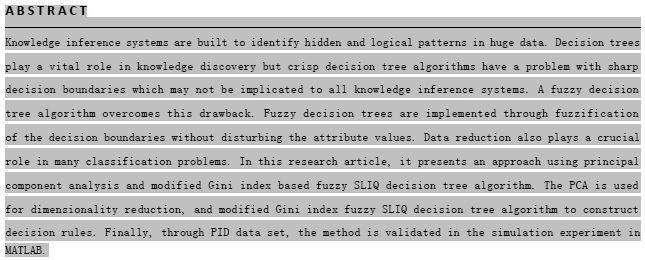 ABSTRACT
Knowledge inference systems are built to identify hidden and logical patterns in huge data. Decision trees
play a vital role in knowledge discovery but crisp decision tree algorithms have a problem with sharp
decision boundaries which may not be implicated to all knowledge inference systems. A fuzzy decision
tree algorithm overcomes this drawback. Fuzzy decision trees are implemented through fuzzification
of the decision boundaries without disturbing the attribute values. Data reduction also plays a crucial
role in many classification problems. In this research article, it presents an approach using principal
component analysis and modified Gini index based fuzzy SLIQ decision tree algorithm. The PCA is used
for dimensionality reduction, and modified Gini index fuzzy SLIQ decision tree algorithm to construct
decision rules. Finally, through PID data set, the method is validated in the simulation experiment in
MATLAB.